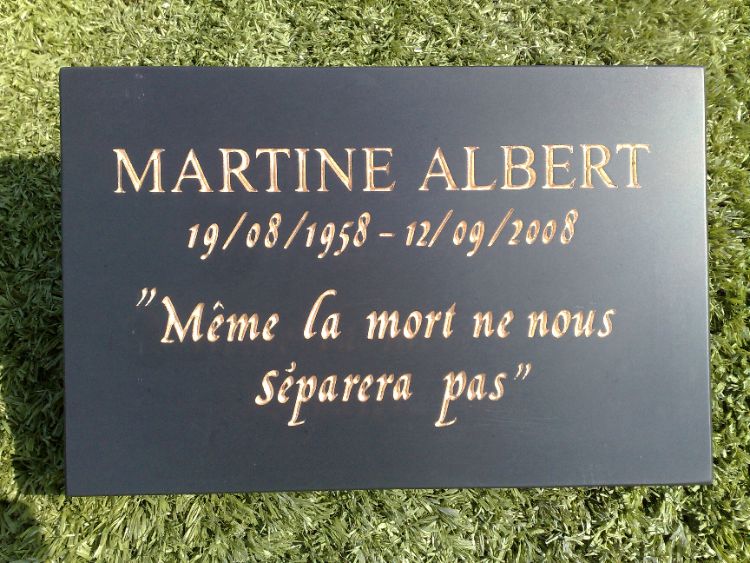 MARTINE ALBERT
19/08/1958 - 12/09/2008
"Même la mort ne nous
séparera pas"